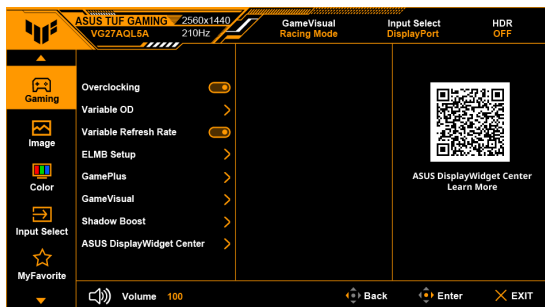 ASUS TUF GAMING 2560x1440
VG27AQL5A 210Hz
GameVisual
Racing Mode
Input Select
DisplayPort
HDR
OFF
Gaming
Image
Color
Input Select
MyFavorite
Overclocking
Variable OD
Variable Refresh Rate
ELMB Setup
GamePlus
GameVisual
Shadow Boost
ASUS DisplayWidget Center
ASUS DisplayWidget Center
Learn More
Volume 100
Back
Enter
EXIT